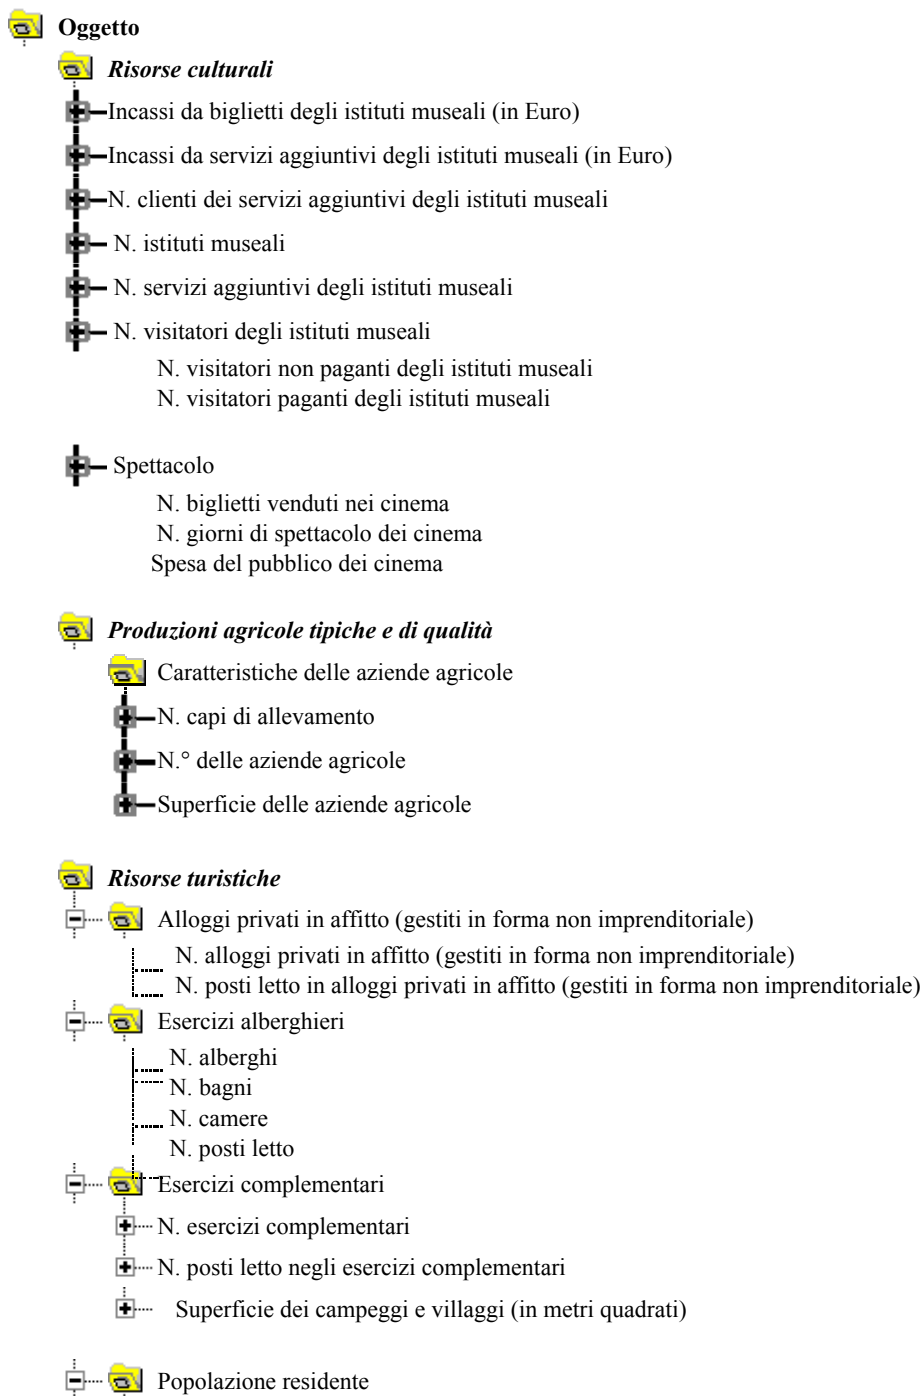 Oggetto
Risorse culturali
Incassi da biglietti degli istituti museali (in Euro)
Incassi da servizi aggiuntivi degli istituti museali (in Euro)
N. clienti dei servizi aggiuntivi degli istituti museali
N. istituti museali
N. servizi aggiuntivi degli istituti museali
N. visitatori degli istituti museali
N. visitatori non paganti degli istituti museali
N. visitatori paganti degli istituti museali
Spettacolo
N. biglietti venduti nei cinema
N. giorni di spettacolo dei cinema
Spesa del pubblico dei cinema
Produzioni agricole tipiche e di qualità
Caratteristiche delle aziende agricole
N. capi di allevamento
N.° delle aziende agricole
Superficie delle aziende agricole
Risorse turistiche
Alloggi privati in affitto (gestiti in forma non imprenditoriale)
N. alloggi privati in affitto (gestiti in forma non imprenditoriale)
N. posti letto in alloggi privati in affitto (gestiti in forma non imprenditoriale)
Esercizi alberghieri
N. alberghi
N. bagni
N. camere
N. posti letto
Esercizi complementari
N. esercizi complementari
N. posti letto negli esercizi complementari
Superficie dei campeggi e villaggi (in metri quadrati)
Popolazione residente